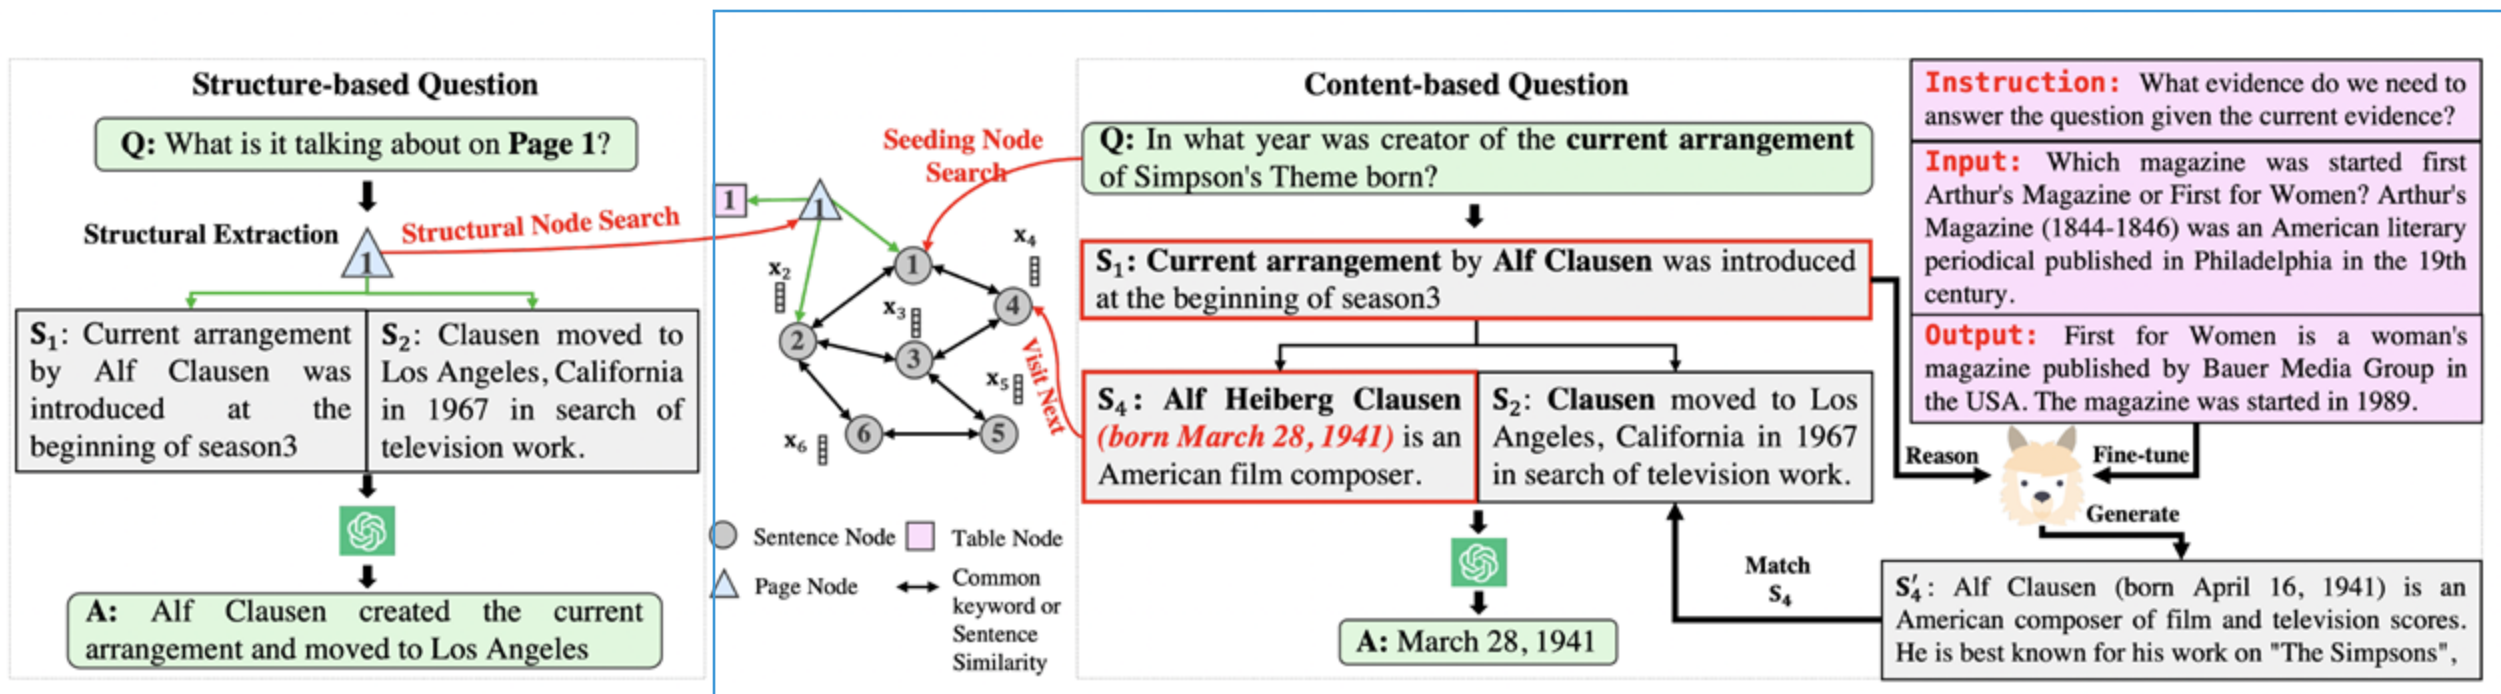 Structure-based Question
Q: What is it talking about on Page 1?
Structural Extraction
1
Structural Node Search
S₁: Current arrangement
by Alf Clausen was
introduced at the
beginning of season3
S₂: Clausen moved to
Los Angeles, California
in 1967 in search of
television work.
A: Alf Clausen created the current
arrangement and moved to Los Angeles
1
1
Seeding Node
Search
x₂
x₄
1
4
x₃
2
3
x₅
x₆
6
5
Visit Next
Sentence Node
Table Node
Page Node
Common
keyword or
Sentence
Similarity
Content-based Question
Q: In what year was creator of the current arrangement
of Simpson's Theme born?
S₁: Current arrangement by Alf Clausen was introduced
at the beginning of season3
S₄: Alf Heiberg Clausen
(born March 28, 1941) is an
American film composer.
S₂: Clausen moved to Los
Angeles, California in 1967
in search of television work.
A: March 28, 1941
Instruction: What evidence do we need to
answer the question given the current evidence?
Input: Which magazine was started first
Arthur's Magazine or First for Women? Arthur's
Magazine (1844-1846) was an American literary
periodical published in Philadelphia in the 19th
century.
Output: First for Women is a woman's
magazine published by Bauer Media Group in
the USA. The magazine was started in 1989.
Reason
Fine-tune
Generate
Match
S₄
S′₄: Alf Clausen (born April 16, 1941) is an
American composer of film and television scores.
He is best known for his work on "The Simpsons",